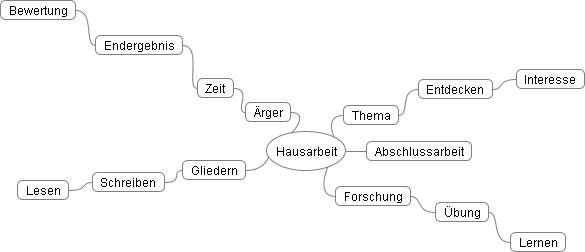 Bewertung
Endergebnis
Zeit
Ärger
Hausarbeit
Thema
Entdecken
Interesse
Abschlussarbeit
Gliedern
Schreiben
Lesen
Forschung
Übung
Lernen